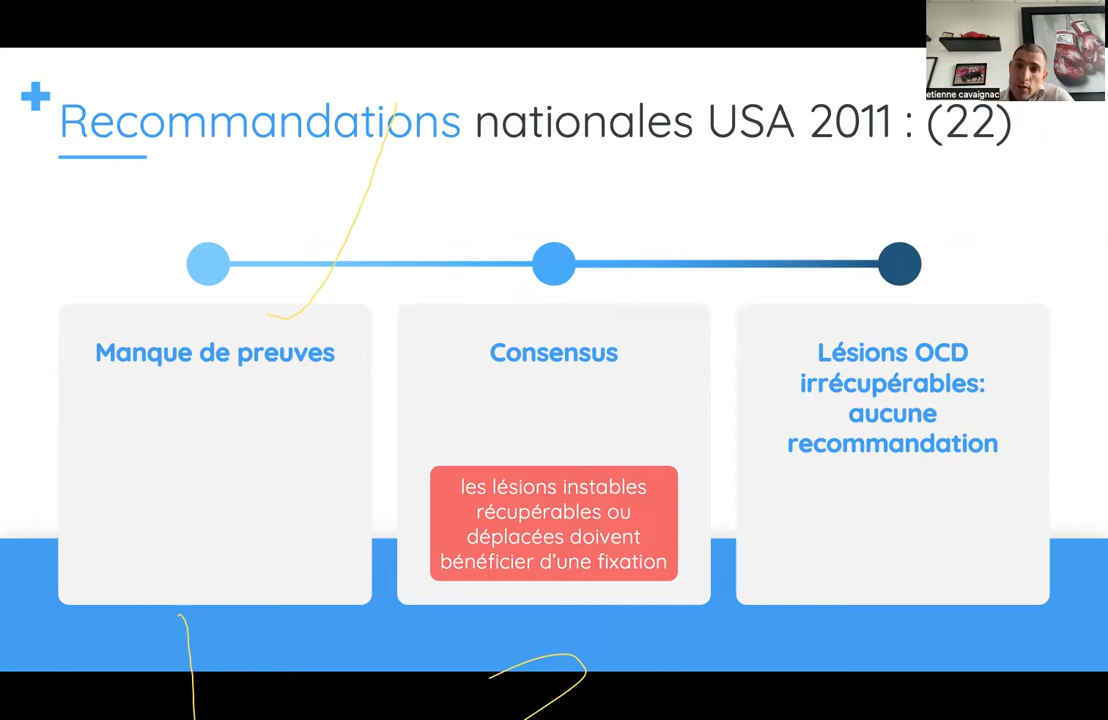 etienne cavaignac
Recommandations nationales USA 2011 : (22)
Manque de preuves
Consensus
les lésions instables
récupérables ou
déplacées doivent
bénéficier d'une fixation
Lésions OCD
irrécupérables:
aucune
recommandation